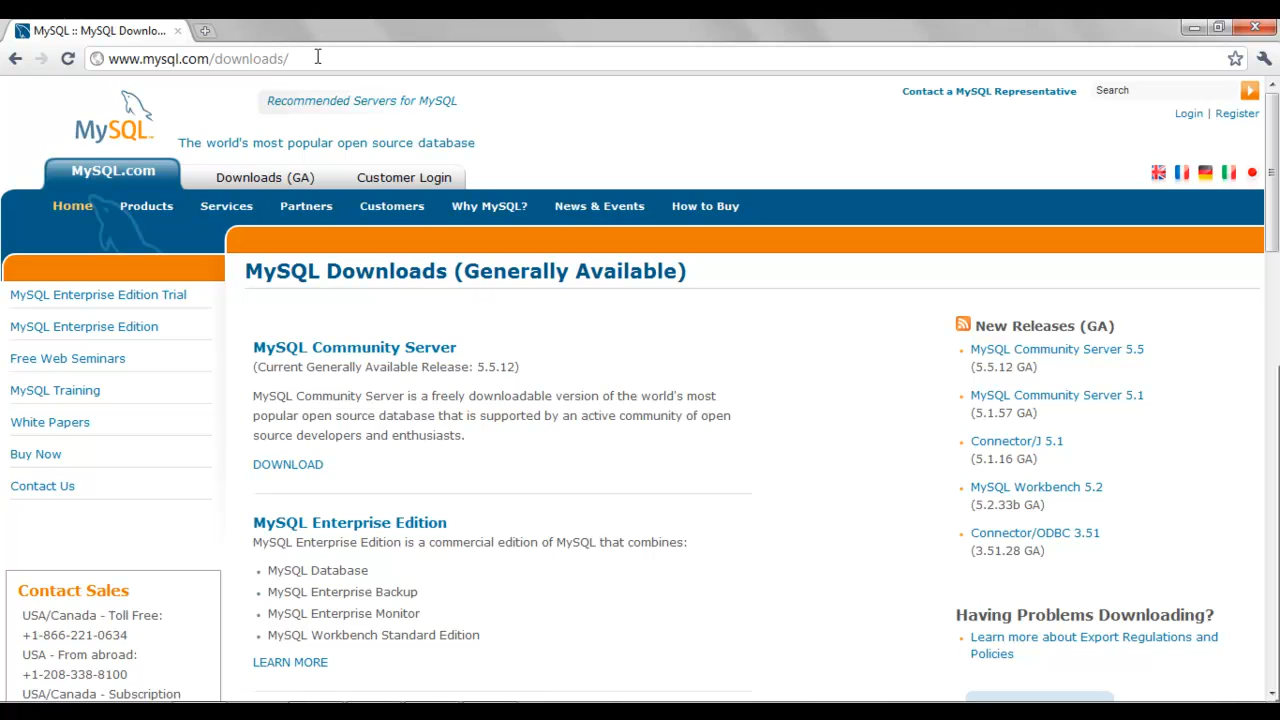 MySQL :: MySQL Downlo...
www.mysql.com/downloads/
MySQL
Recommended Servers for MySQL
The world's most popular open source database
Contact a MySQL Representative
Search
Login | Register
MySQL.com
Downloads (GA)
Customer Login
Home
Products
Services
Partners
Customers
Why MySQL?
News & Events
How to Buy
MySQL Enterprise Edition Trial
MySQL Enterprise Edition
Free Web Seminars
MySQL Training
White Papers
Buy Now
Contact Us
Contact Sales
USA/Canada - Toll Free:
+1-866-221-0634
USA - From abroad:
+1-208-338-8100
USA/Canada - Subscription
MySQL Downloads (Generally Available)
MySQL Community Server
(Current Generally Available Release: 5.5.12)
MySQL Community Server is a freely downloadable version of the world's most
popular open source database that is supported by an active community of open
source developers and enthusiasts.
DOWNLOAD
MySQL Enterprise Edition
MySQL Enterprise Edition is a commercial edition of MySQL that combines:
MySQL Database
MySQL Enterprise Backup
MySQL Enterprise Monitor
MySQL Workbench Standard Edition
LEARN MORE
New Releases (GA)
MySQL Community Server 5.5
(5.5.12 GA)
MySQL Community Server 5.1
(5.1.57 GA)
Connector/J 5.1
(5.1.16 GA)
MySQL Workbench 5.2
(5.2.33b GA)
Connector/ODBC 3.51
(3.51.28 GA)
Having Problems Downloading?
Learn more about Export Regulations and
Policies